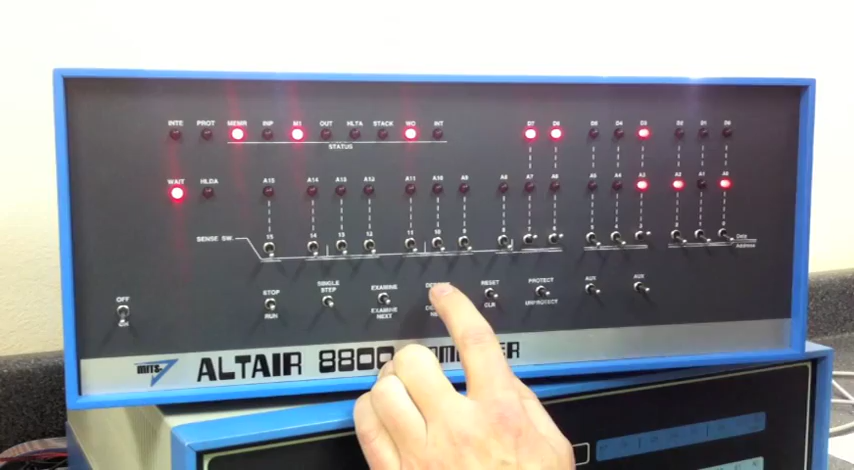 INTE PROT MEMR INP M1 OUT HLTA STACK WO INT D7 D6 D5 D4 D3 D2 D1 D0
STATUS
WAIT HLDA A15 A14 A13 A12 A11 A10 A9 A8 A7 A6 A5 A4 A3 A2 A1 A0
SENSE SW. 15 14 13 12 11 10 9 8 7 6 5 4 3 2 1 0 DATA
ADDRESS
OFF STOP SINGLE STEP EXAMINE RESET PROTECT AUX AUX
ON RUN EXAMINE NEXT CLR UNPROTECT
mits ALTAIR 8800